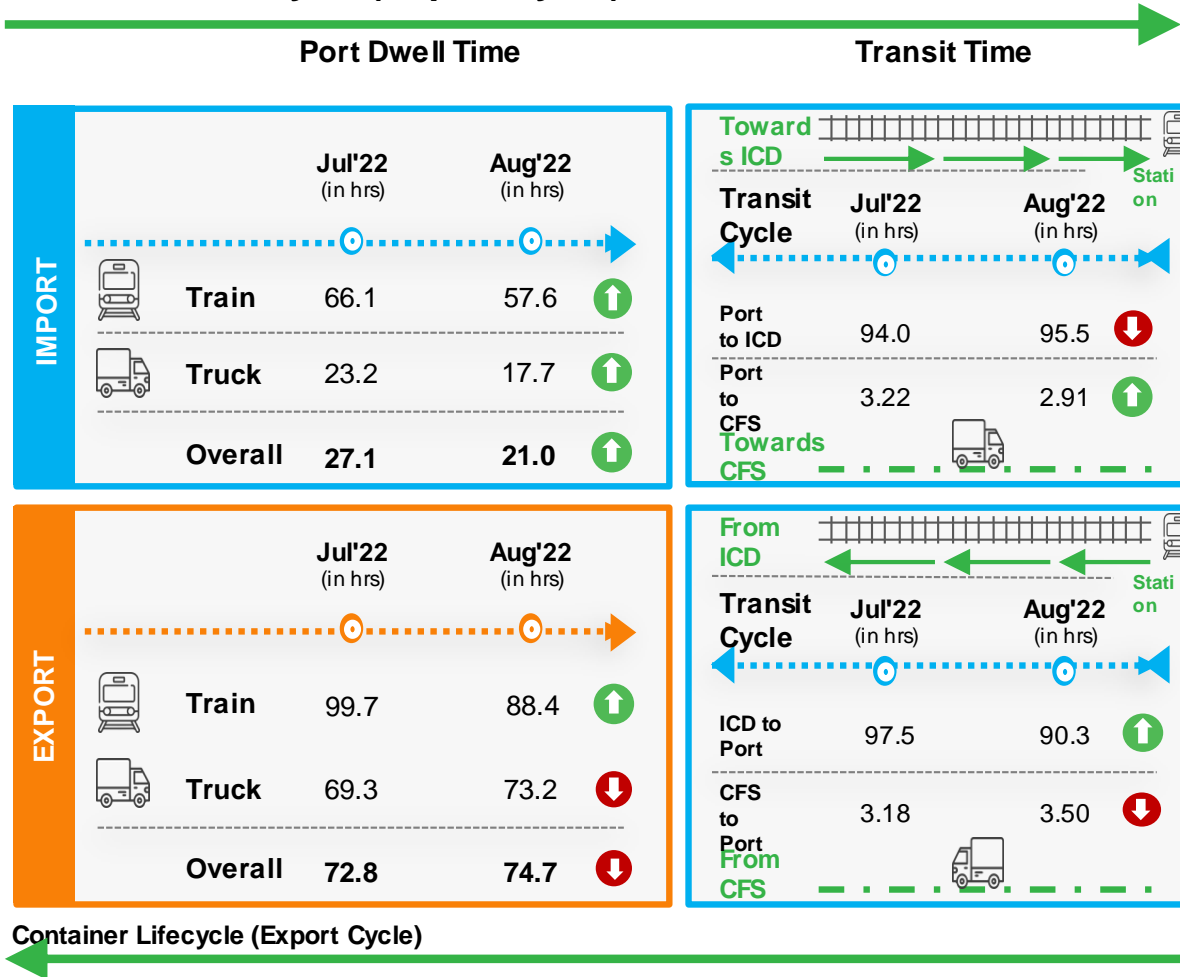 Port Dwell Time
Transit Time
IMPORT
Jul'22 Aug'22
(in hrs) (in hrs)
Train 66.1 57.6
Truck 23.2 17.7
Overall 27.1 21.0
Toward
s ICD
Stati
on
Transit
Cycle
Jul'22 Aug'22
(in hrs) (in hrs)
Port
to ICD
94.0 95.5
Port
to
CFS
3.22 2.91
Towards
CFS
EXPORT
Jul'22 Aug'22
(in hrs) (in hrs)
Train 99.7 88.4
Truck 69.3 73.2
Overall 72.8 74.7
From
ICD
Stati
on
Transit
Cycle
Jul'22 Aug'22
(in hrs) (in hrs)
ICD to
Port
97.5 90.3
CFS
to
Port
3.18 3.50
From
CFS
Container Lifecycle (Export Cycle)